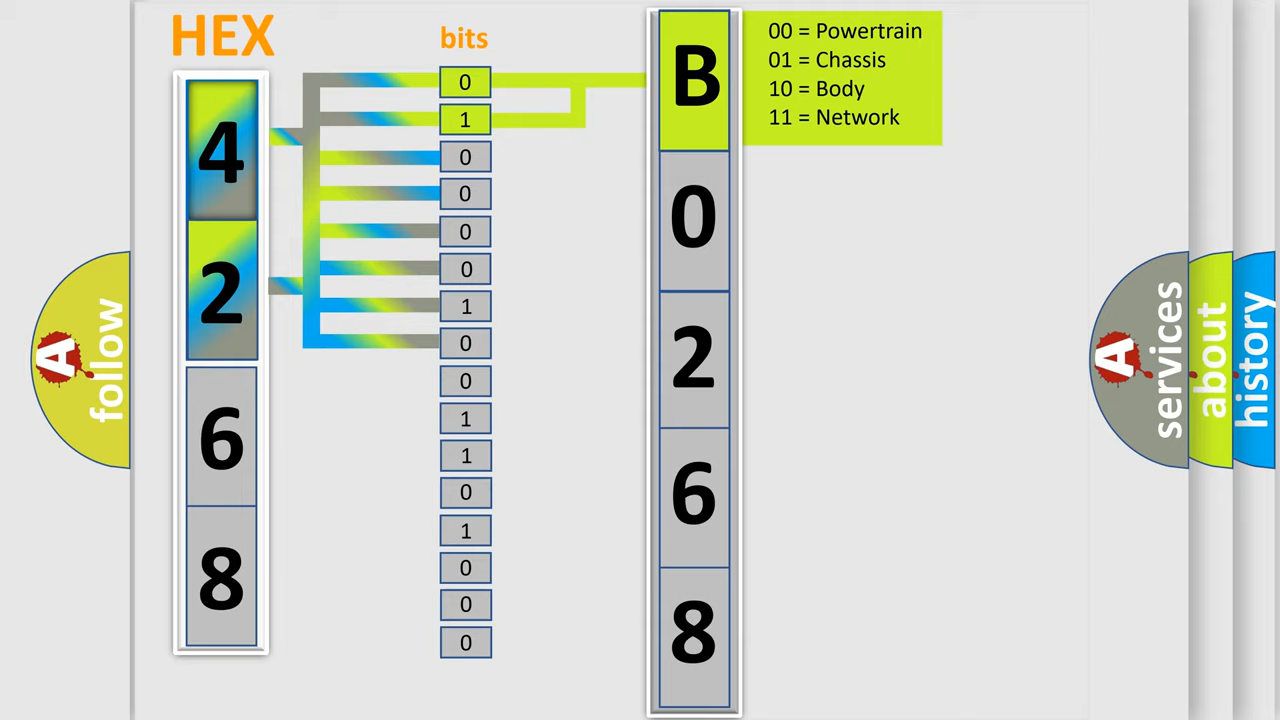 HEX
bits
4
2
6
8
0
1
0
0
0
0
1
0
0
1
1
0
1
0
0
0
B
0
2
6
8
00 = Powertrain
01 = Chassis
10 = Body
11 = Network
A
follow
A
services
about
history